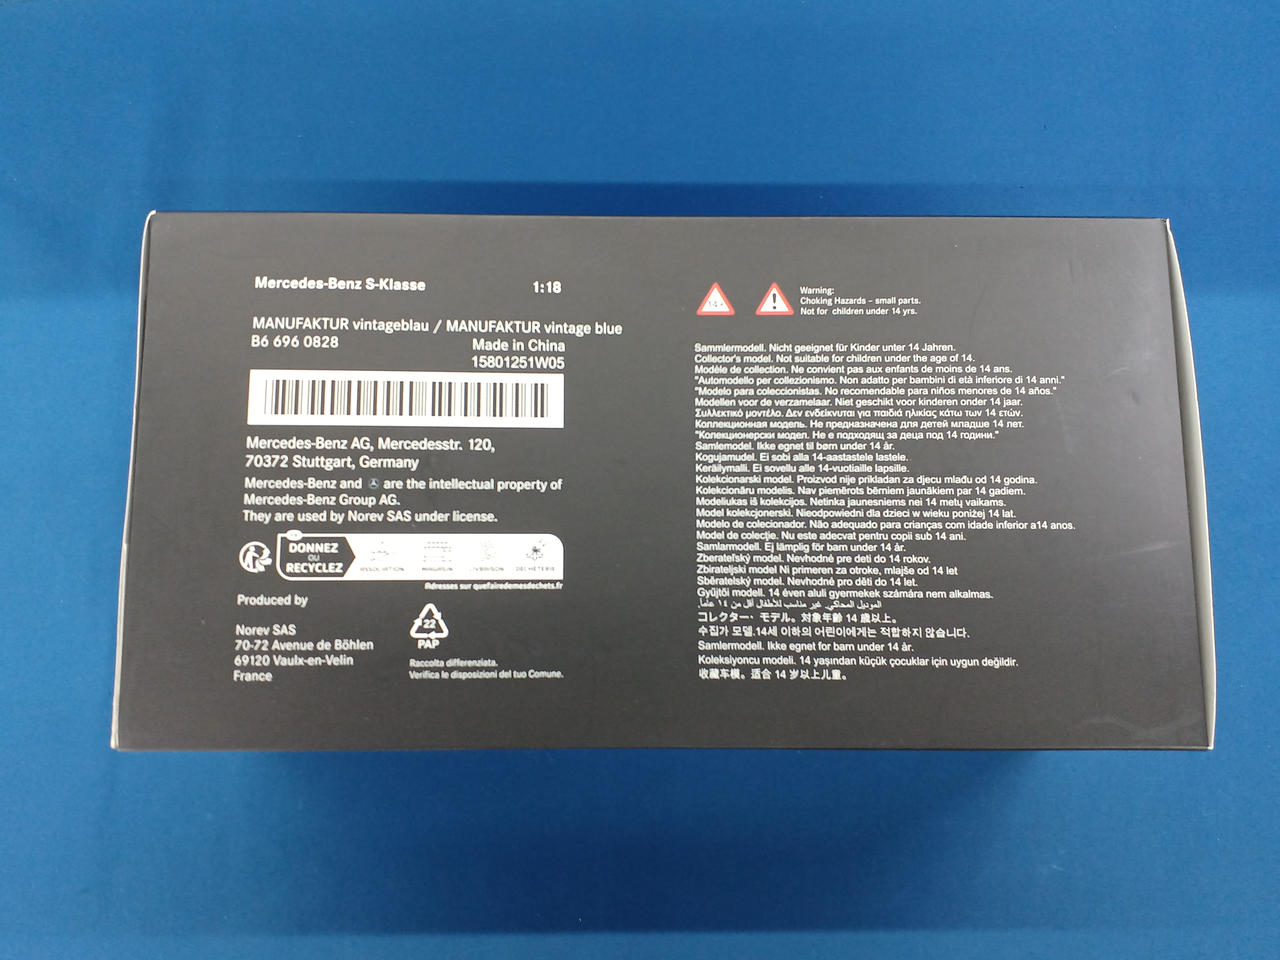 Mercedes-Benz S-Klasse 1:18
MANUFAKTUR vintageblau / MANUFAKTUR vintage blue
B6 696 0828 Made in China
15801251W05
Mercedes-Benz AG, Mercedesstr. 120,
70372 Stuttgart, Germany
Mercedes-Benz and are the intellectual property of
Mercedes-Benz Group AG.
They are used by Norev SAS under license.
DONNEZ
OU
RECYCLEZ
ASSOCIATION MAGASIN LIVRAISON DÉCHÈTERIE
Adresses sur quefairedemesdechets.fr
Produced by
Norev SAS
70-72 Avenue de Böhlen
69120 Vaulx-en-Velin
France
22
PAP
Raccolta differenziata.
Verifica le disposizioni del tuo Comune.
14+
Warning:
Choking Hazards - small parts.
Not for children under 14 yrs.
Sammlermodell. Nicht geeignet für Kinder unter 14 Jahren.
Collector's model. Not suitable for children under the age of 14.
Modèle de collection. Ne convient pas aux enfants de moins de 14 ans.
"Automodello per collezionismo. Non adatto per bambini di età inferiore di 14 anni."
"Modelo para coleccionistas. No recomendable para niños menores de 14 años."
Modellen voor de verzamelaar. Niet geschikt voor kinderen onder 14 jaar.
Συλλεκτικό μοντέλο. Δεν ενδείκνυται για παιδιά ηλικίας κάτω των 14 ετών.
Коллекционная модель. Не предназначена для детей младше 14 лет.
"Колекционерски модел. Не е подходящ за деца под 14 години."
Samlemodel. Ikke egnet til børn under 14 år.
Kogujamudel. Ei sobi alla 14-aastastele lastele.
Keräilymalli. Ei sovellu alle 14-vuotiaille lapsille.
Kolekcionarski model. Proizvod nije prikladan za djecu mlađu od 14 godina.
Kolekcionāru modelis. Nav piemērots bērniem jaunākiem par 14 gadiem.
Modeliukas iš kolekcijos. Netinka jaunesniems nei 14 metų vaikams.
Model kolekcjonerski. Nieodpowiedni dla dzieci w wieku poniżej 14 lat.
Modelo de colecionador. Não adequado para crianças com idade inferior a14 anos.
Model de colecție. Nu este adecvat pentru copii sub 14 ani.
Samlarmodell. Ej lämplig för barn under 14 år.
Zberateľský model. Nevhodné pre deti do 14 rokov.
Zbirateljski model Ni primeren za otroke, mlajše od 14 let
Sběratelský model. Nevhodné pro děti do 14 let.
Gyűjtői modell. 14 éven aluli gyermekek számára nem alkalmas.
الموديل المحاكي. غير مناسب للأطفال أقل من ١٤ عاماً.
コレクター・モデル。対象年齢 14 歳以上。
수집가 모델.14세 이하의 어린이에게는 적합하지 않습니다.
Samlermodell. Ikke egnet for barn under 14 år.
Koleksiyoncu modeli. 14 yaşından küçük çocuklar için uygun değildir.
收藏车模。适合 14 岁以上儿童。